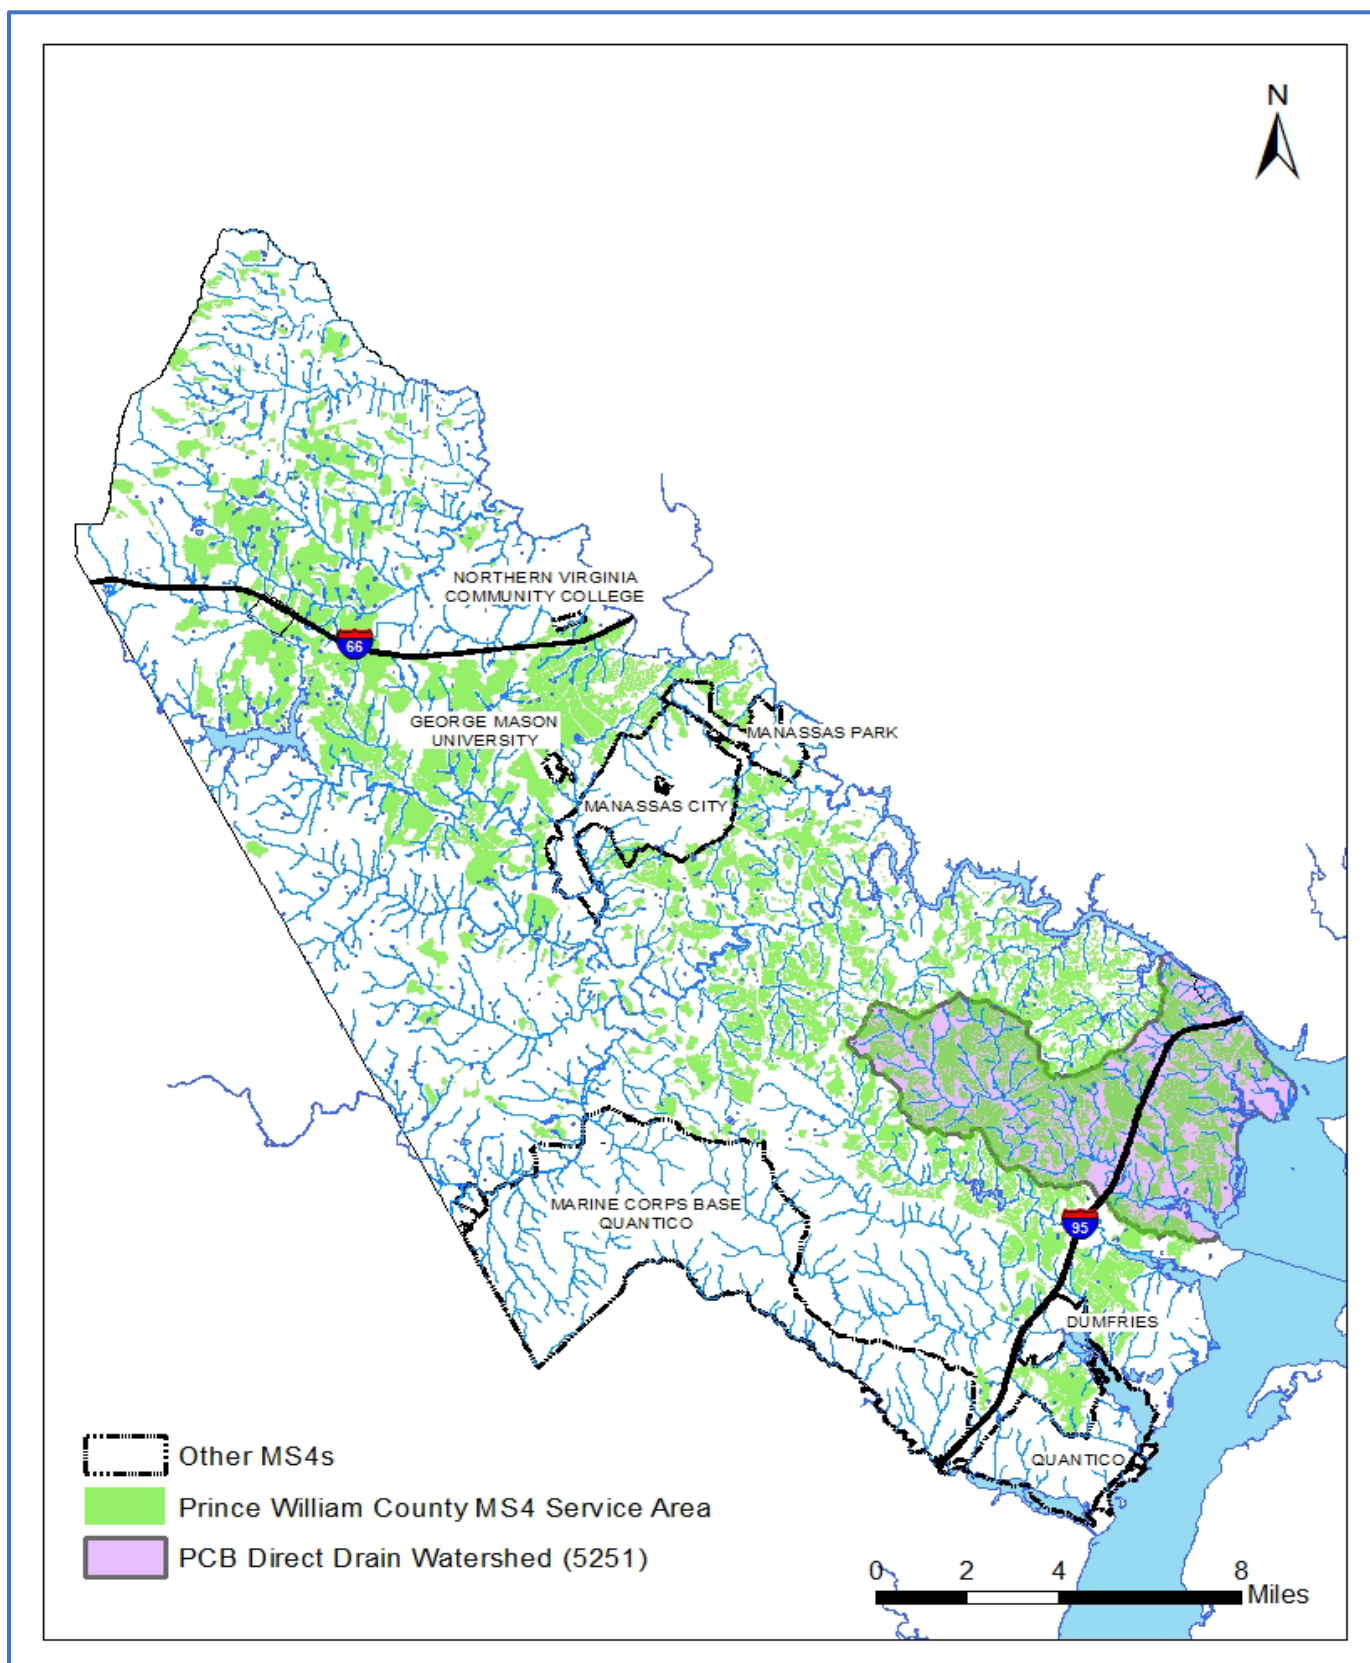 N
NORTHERN VIRGINIA
COMMUNITY COLLEGE
66
GEORGE MASON
UNIVERSITY
MANASSAS PARK
MANASSAS CITY
MARINE CORPS BASE
QUANTICO
95
DUMFRIES
QUANTICO
Other MS4s
Prince William County MS4 Service Area
PCB Direct Drain Watershed (5251)
0 2 4 8
Miles